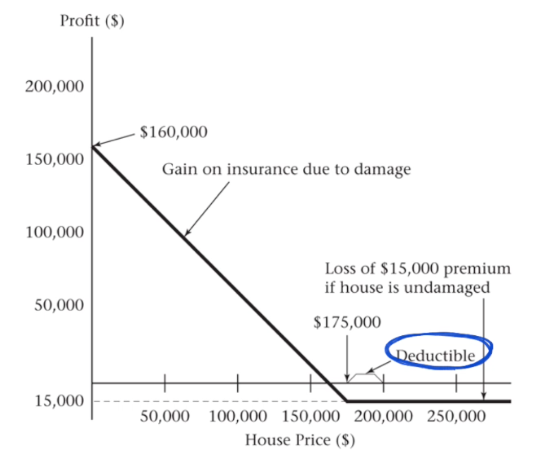 Profit ($)
200,000
$160,000
150,000
Gain on insurance due to damage
100,000
Loss of $15,000 premium
if house is undamaged
50,000
$175,000
Deductible
15,000
50,000 100,000 150,000 200,000 250,000
House Price ($)